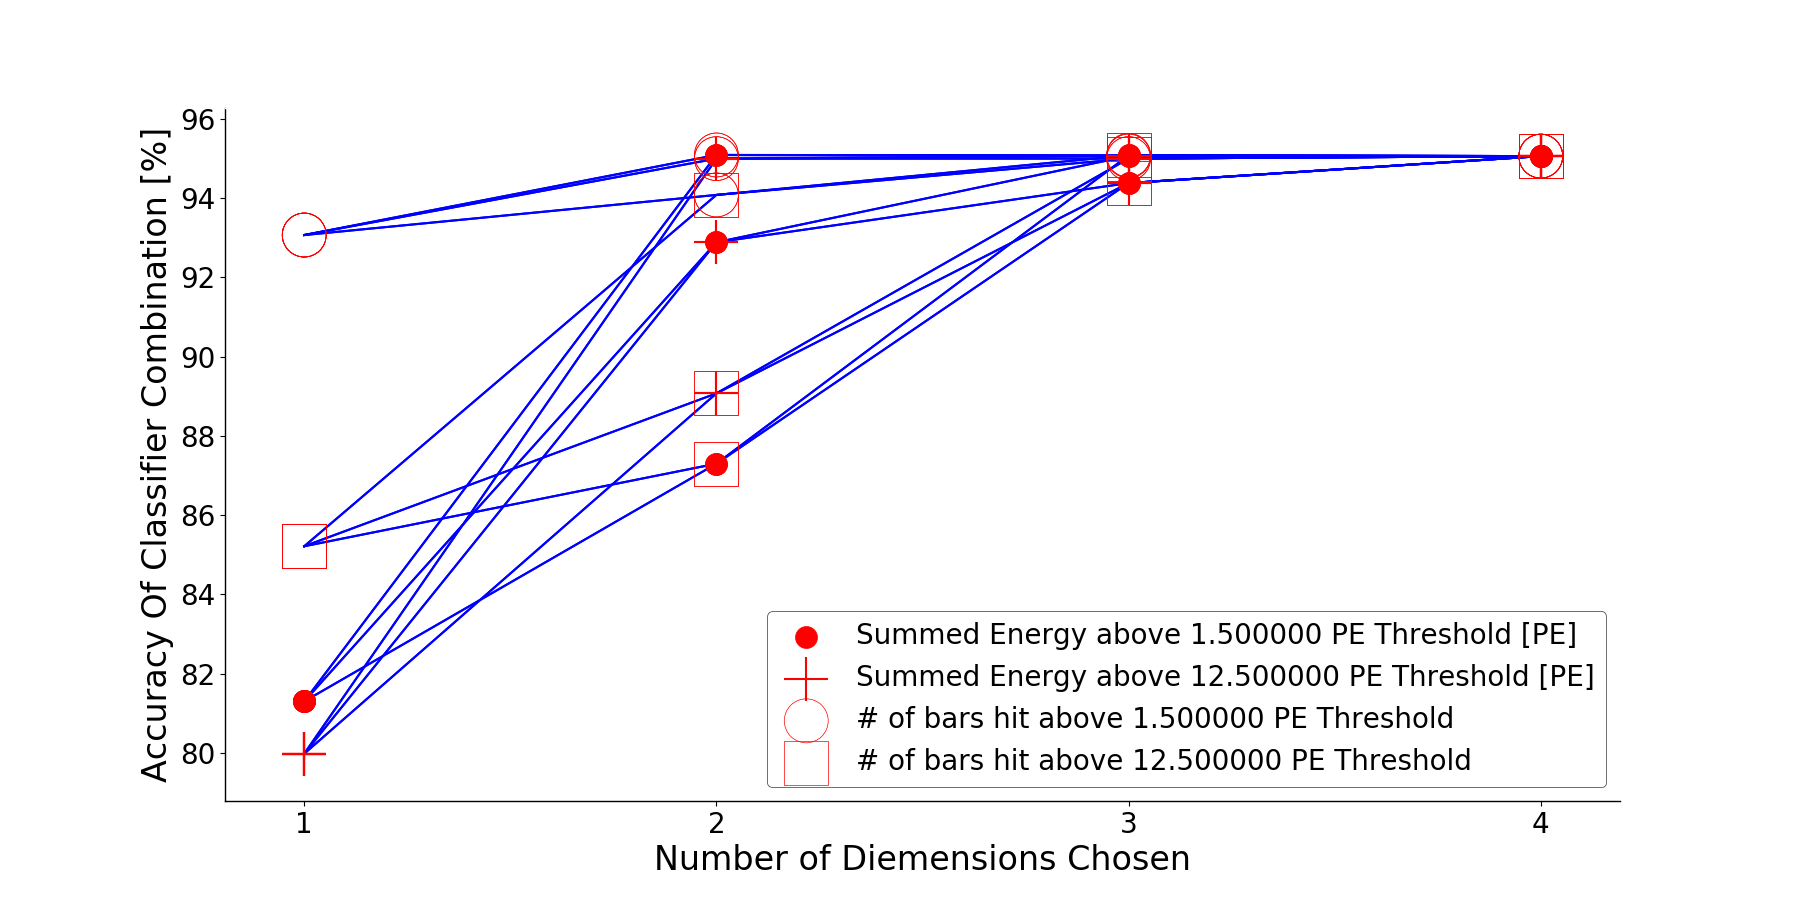 Accuracy Of Classifier Combination [%]
96
94
92
90
88
86
84
82
80
Summed Energy above 1.500000 PE Threshold [PE]
Summed Energy above 12.500000 PE Threshold [PE]
# of bars hit above 1.500000 PE Threshold
# of bars hit above 12.500000 PE Threshold
1 2 3 4
Number of Diemensions Chosen